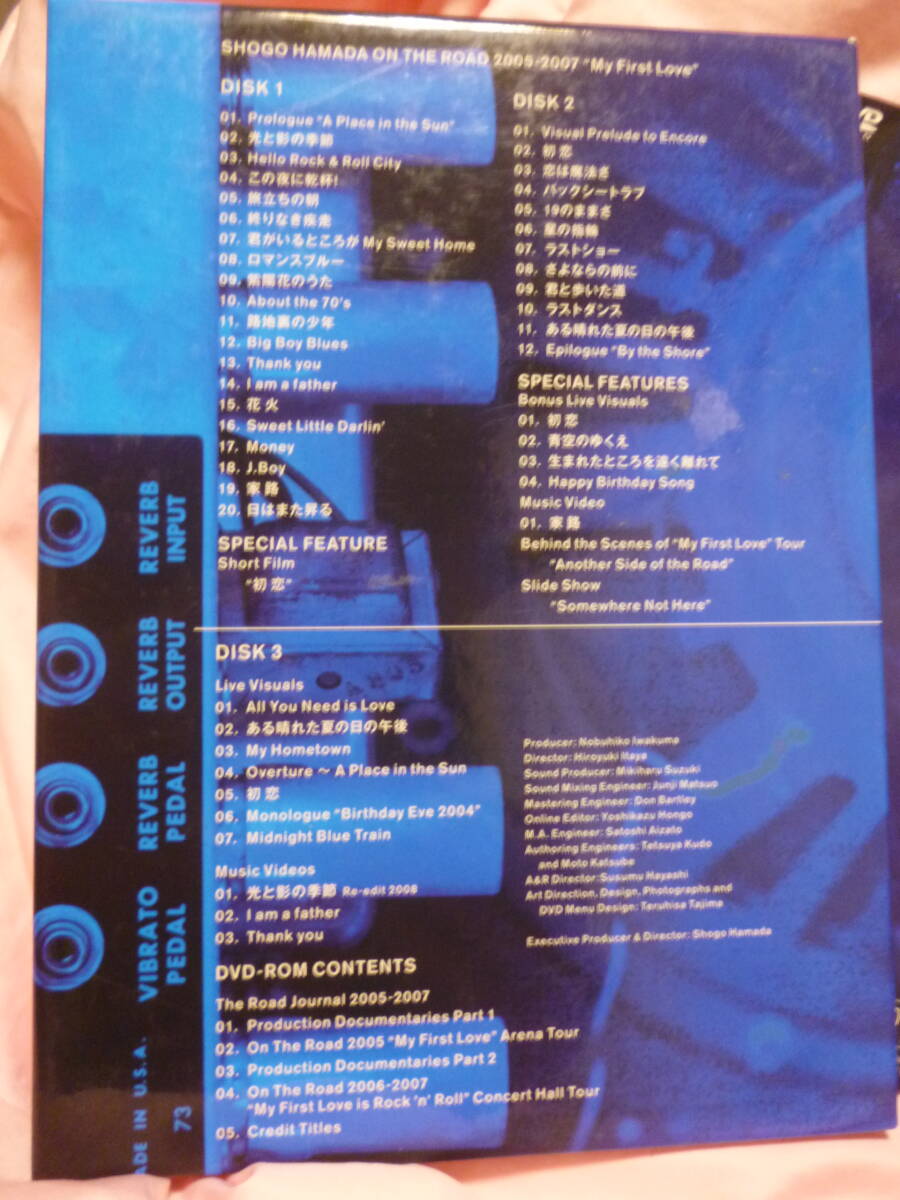 SHOGO HAMADA ON THE ROAD 2005-2007 "My First Love"
DISK 1
01. Prologue "A Place in the Sun"
02. 光と影の季節
03. Hello Rock & Roll City
04. この夜に乾杯!
05. 旅立ちの朝
06. 終りなき疾走
07. 君がいるところが My Sweet Home
08. ロマンスブルー
09. 紫陽花のうた
10. About the 70's
11. 路地裏の少年
12. Big Boy Blues
13. Thank you
14. I am a father
15. 花火
16. Sweet Little Darlin'
17. Money
18. J.Boy
19. 家路
20. 日はまた昇る
SPECIAL FEATURE
Short Film
"初恋"
DISK 2
01. Visual Prelude to Encore
02. 初恋
03. 恋は魔法さ
04. バックシートラブ
05. 19のままさ
06. 星の指輪
07. ラストショー
08. さよならの前に
09. 君と歩いた道
10. ラストダンス
11. ある晴れた夏の日の午後
12. Epilogue "By the Shore"
SPECIAL FEATURES
Bonus Live Visuals
01. 初恋
02. 青空のゆくえ
03. 生まれたところを遠く離れて
04. Happy Birthday Song
Music Video
01. 家路
Behind the Scenes of "My First Love" Tour
"Another Side of the Road"
Slide Show
"Somewhere Not Here"
DISK 3
Live Visuals
01. All You Need is Love
02. ある晴れた夏の日の午後
03. My Hometown
04. Overture ~ A Place in the Sun
05. 初恋
06. Monologue "Birthday Eve 2004"
07. Midnight Blue Train
Music Videos
01. 光と影の季節 Re-edit 2008
02. I am a father
03. Thank you
DVD-ROM CONTENTS
The Road Journal 2005-2007
01. Production Documentaries Part 1
02. On The Road 2005 "My First Love" Arena Tour
03. Production Documentaries Part 2
04. On The Road 2006-2007
"My First Love is Rock 'n' Roll" Concert Hall Tour
05. Credit Titles
Producer: Nobuhiko Iwakuma
Director: Hiroyuki Itaya
Sound Producer: Mikiharu Suzuki
Sound Mixing Engineer: Junji Matsuo
Mastering Engineer: Don Bartley
Online Editor: Yoshikazu Hongo
M.A. Engineer: Satoshi Aizato
Authoring Engineers: Tetsuya Kudo
and Moto Katsube
A&R Director: Susumu Hayashi
Art Direction, Design, Photographs and
DVD Menu Design: Teruhisa Tajima
Executive Producer & Director: Shogo Hamada
REVERB
INPUT
REVERB
OUTPUT
REVERB
PEDAL
VIBRATO
PEDAL
ADE IN U.S.A.
73